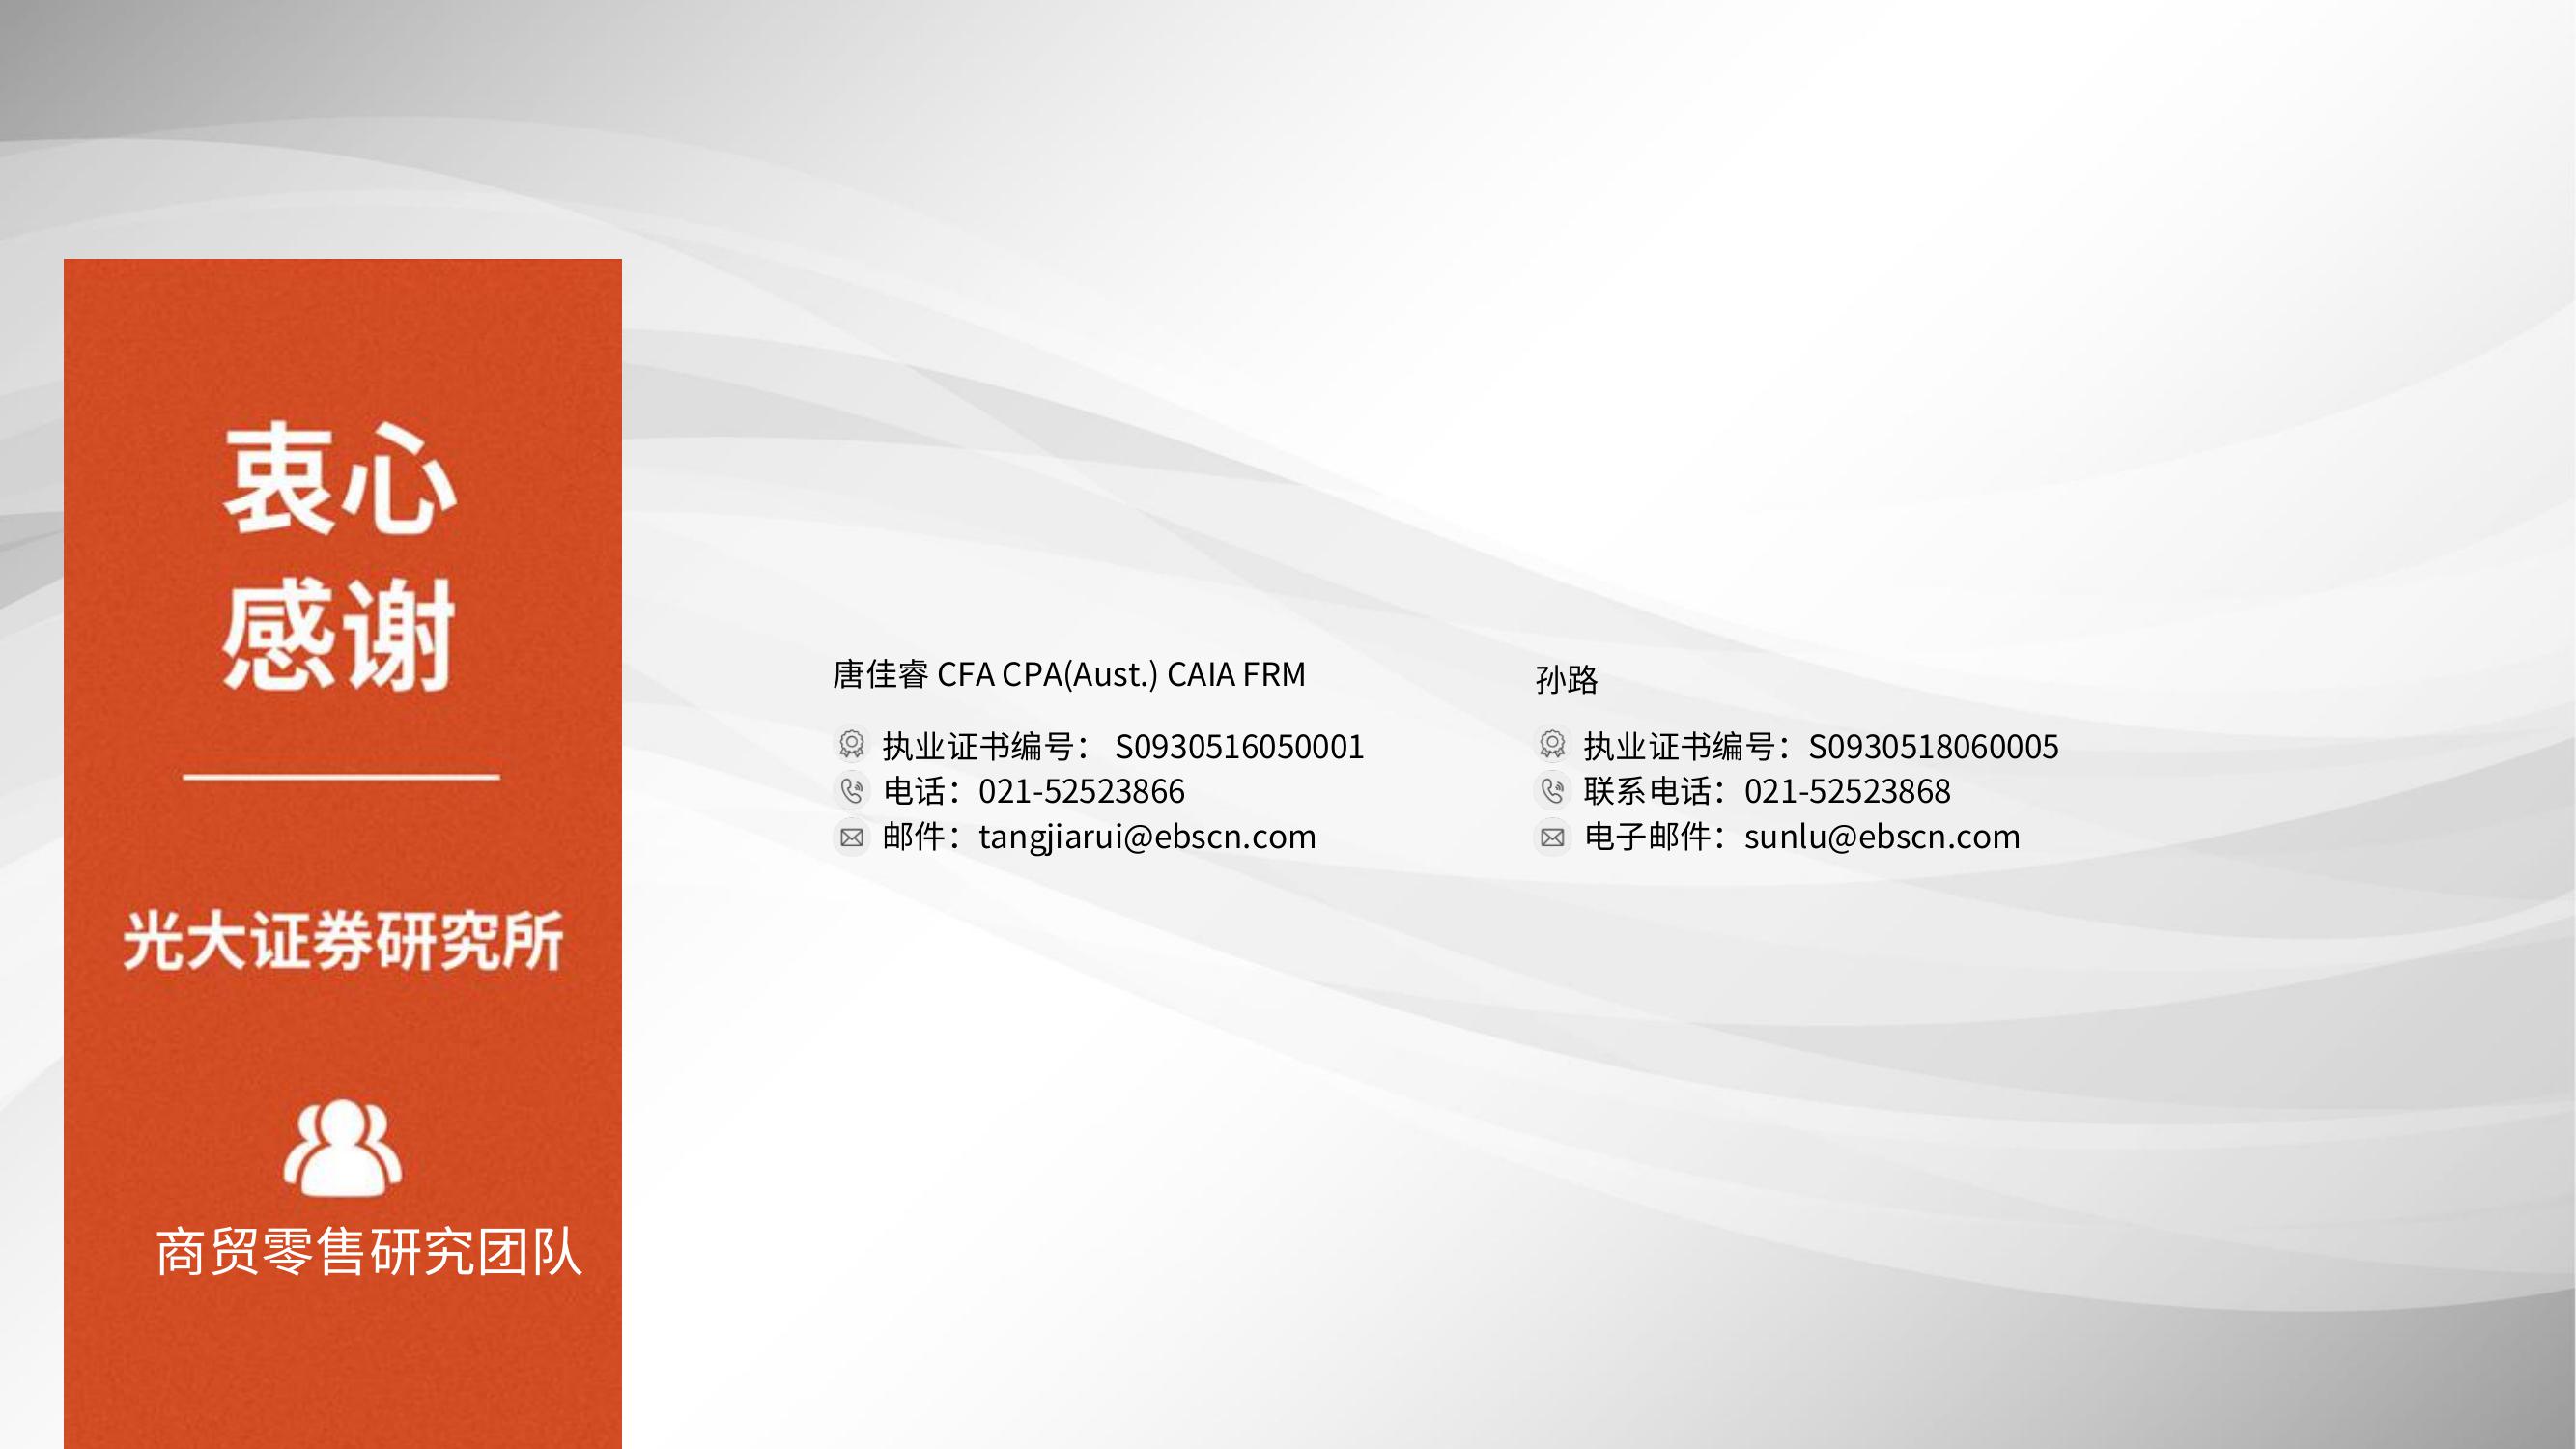 衷心
感谢
光大证券研究所
商贸零售研究团队
唐佳睿 CFA CPA(Aust.) CAIA FRM
执业证书编号： S0930516050001
电话：021-52523866
邮件：tangjiarui@ebscn.com
孙路
执业证书编号：S0930518060005
联系电话：021-52523868
电子邮件：sunlu@ebscn.com